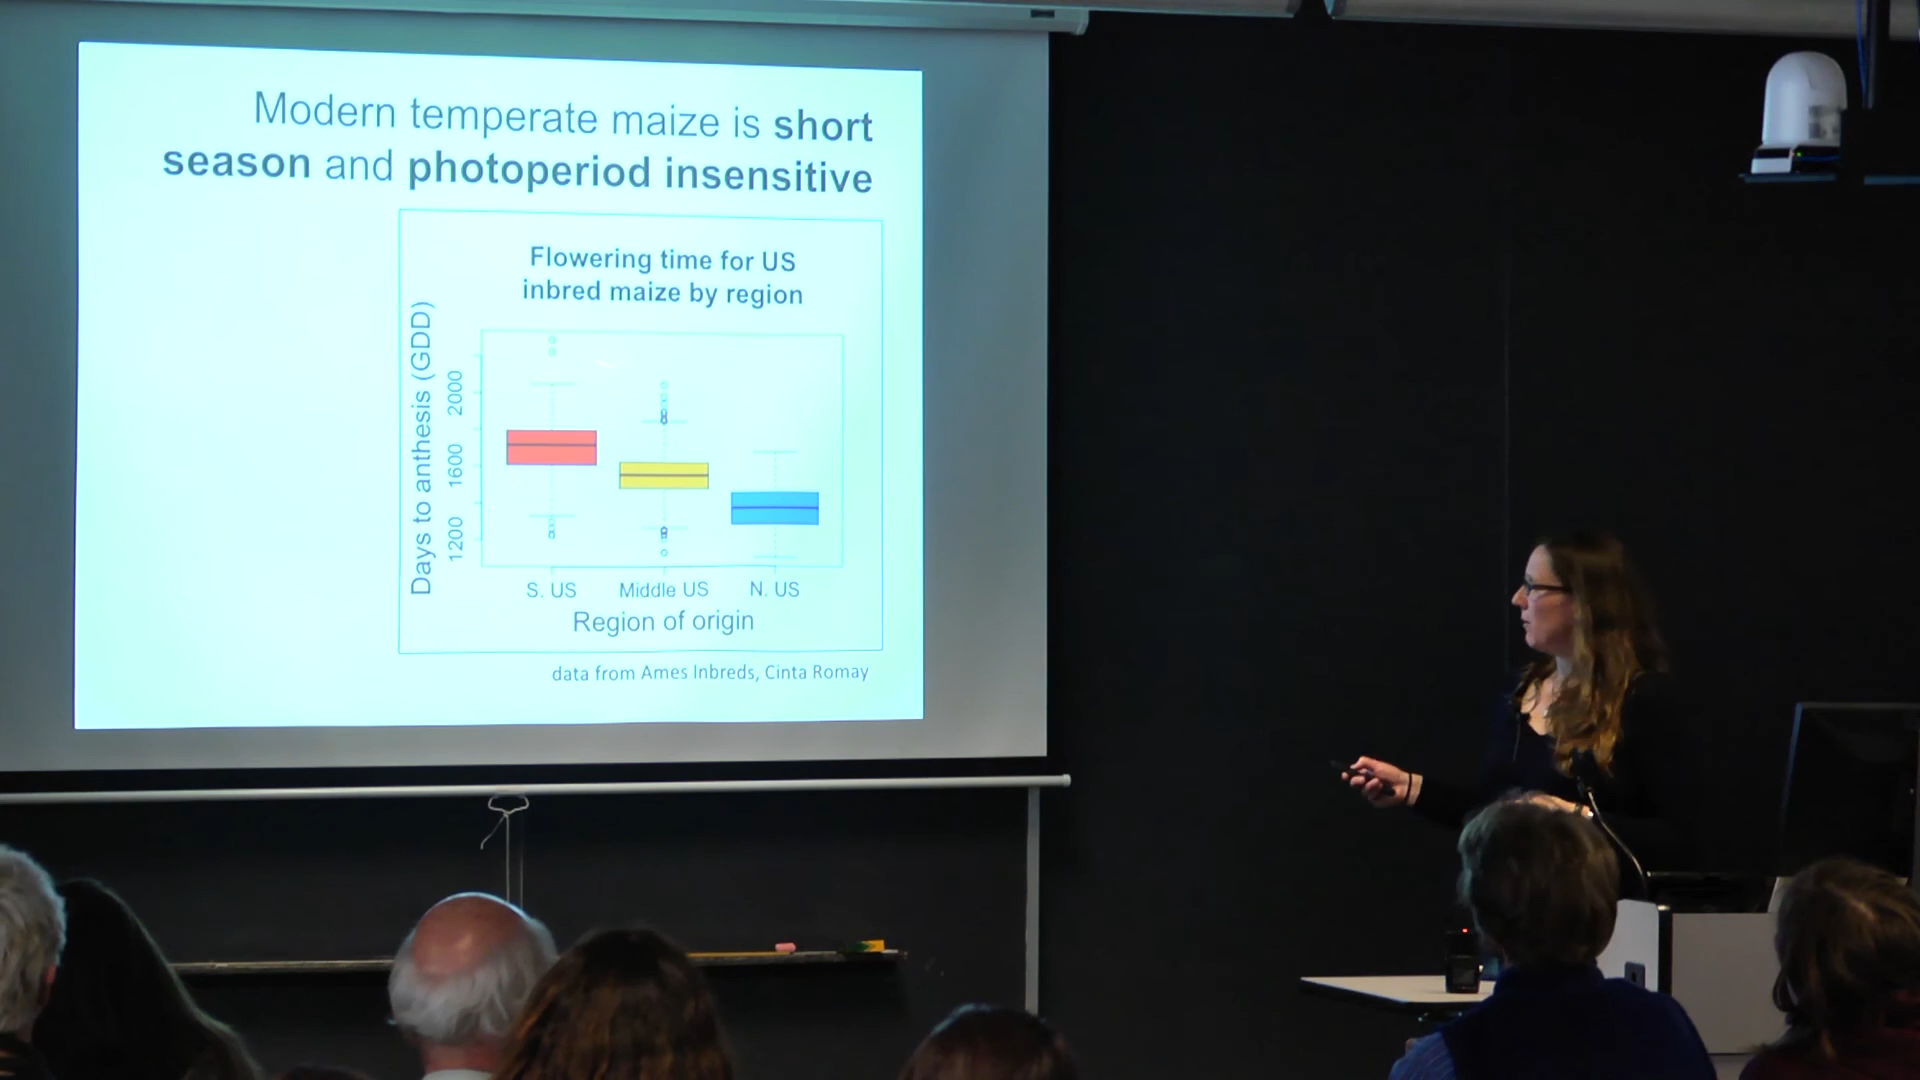 Modern temperate maize is short
season and photoperiod insensitive
Flowering time for US
inbred maize by region
Days to anthesis (GDD)
2000
1600
1200
S. US
Middle US
N. US
Region of origin
data from Ames Inbreds, Cinta Romay